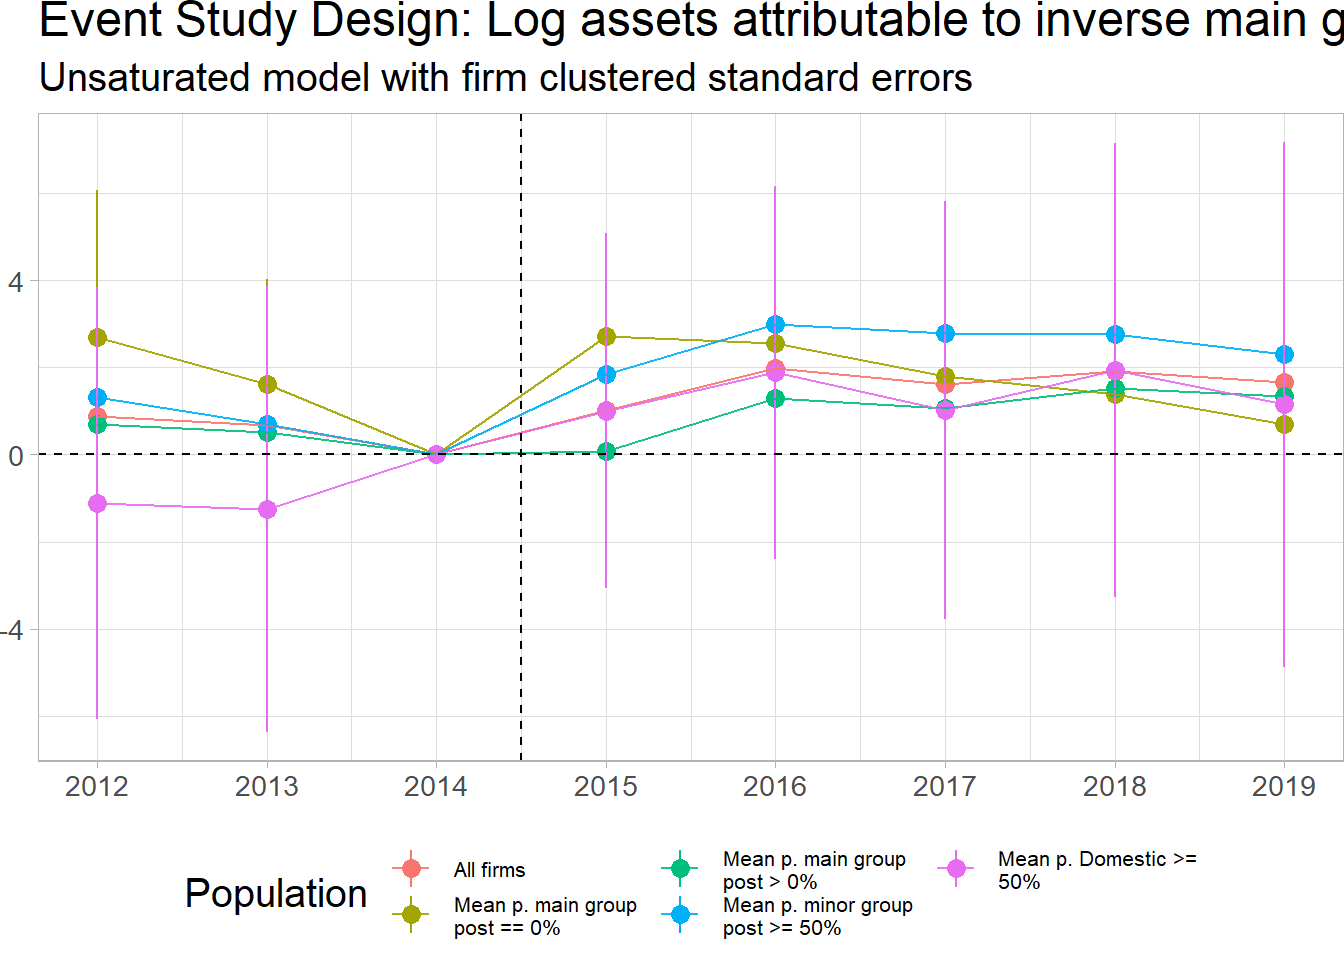 Event Study Design: Log assets attributable to inverse main g
Unsaturated model with firm clustered standard errors
4
0
-4
2012 2013 2014 2015 2016 2017 2018 2019
Population
All firms
Mean p. main group
post == 0%
Mean p. main group
post > 0%
Mean p. minor group
post >= 50%
Mean p. Domestic >=
50%